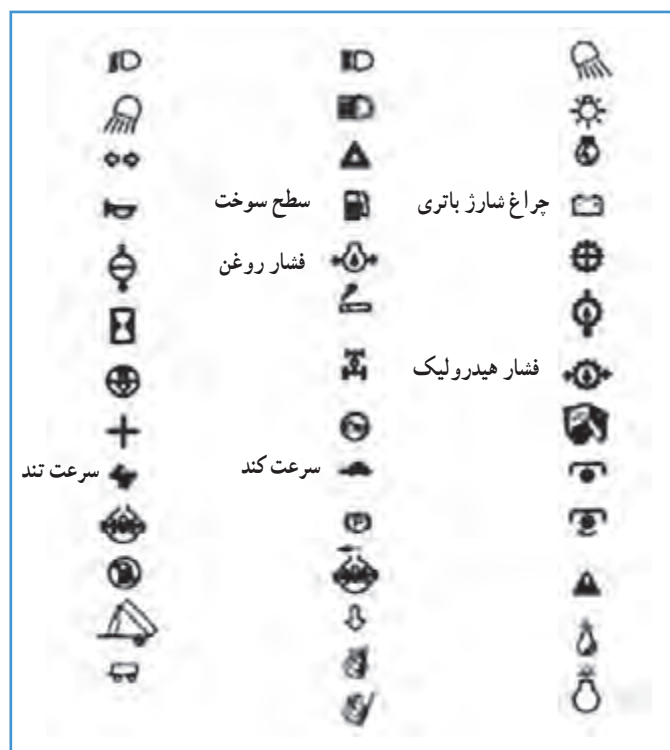 سطح سوخت
چراغ شارژ باتری
فشار روغن
فشار هیدرولیک
سرعت تند
سرعت کند
P